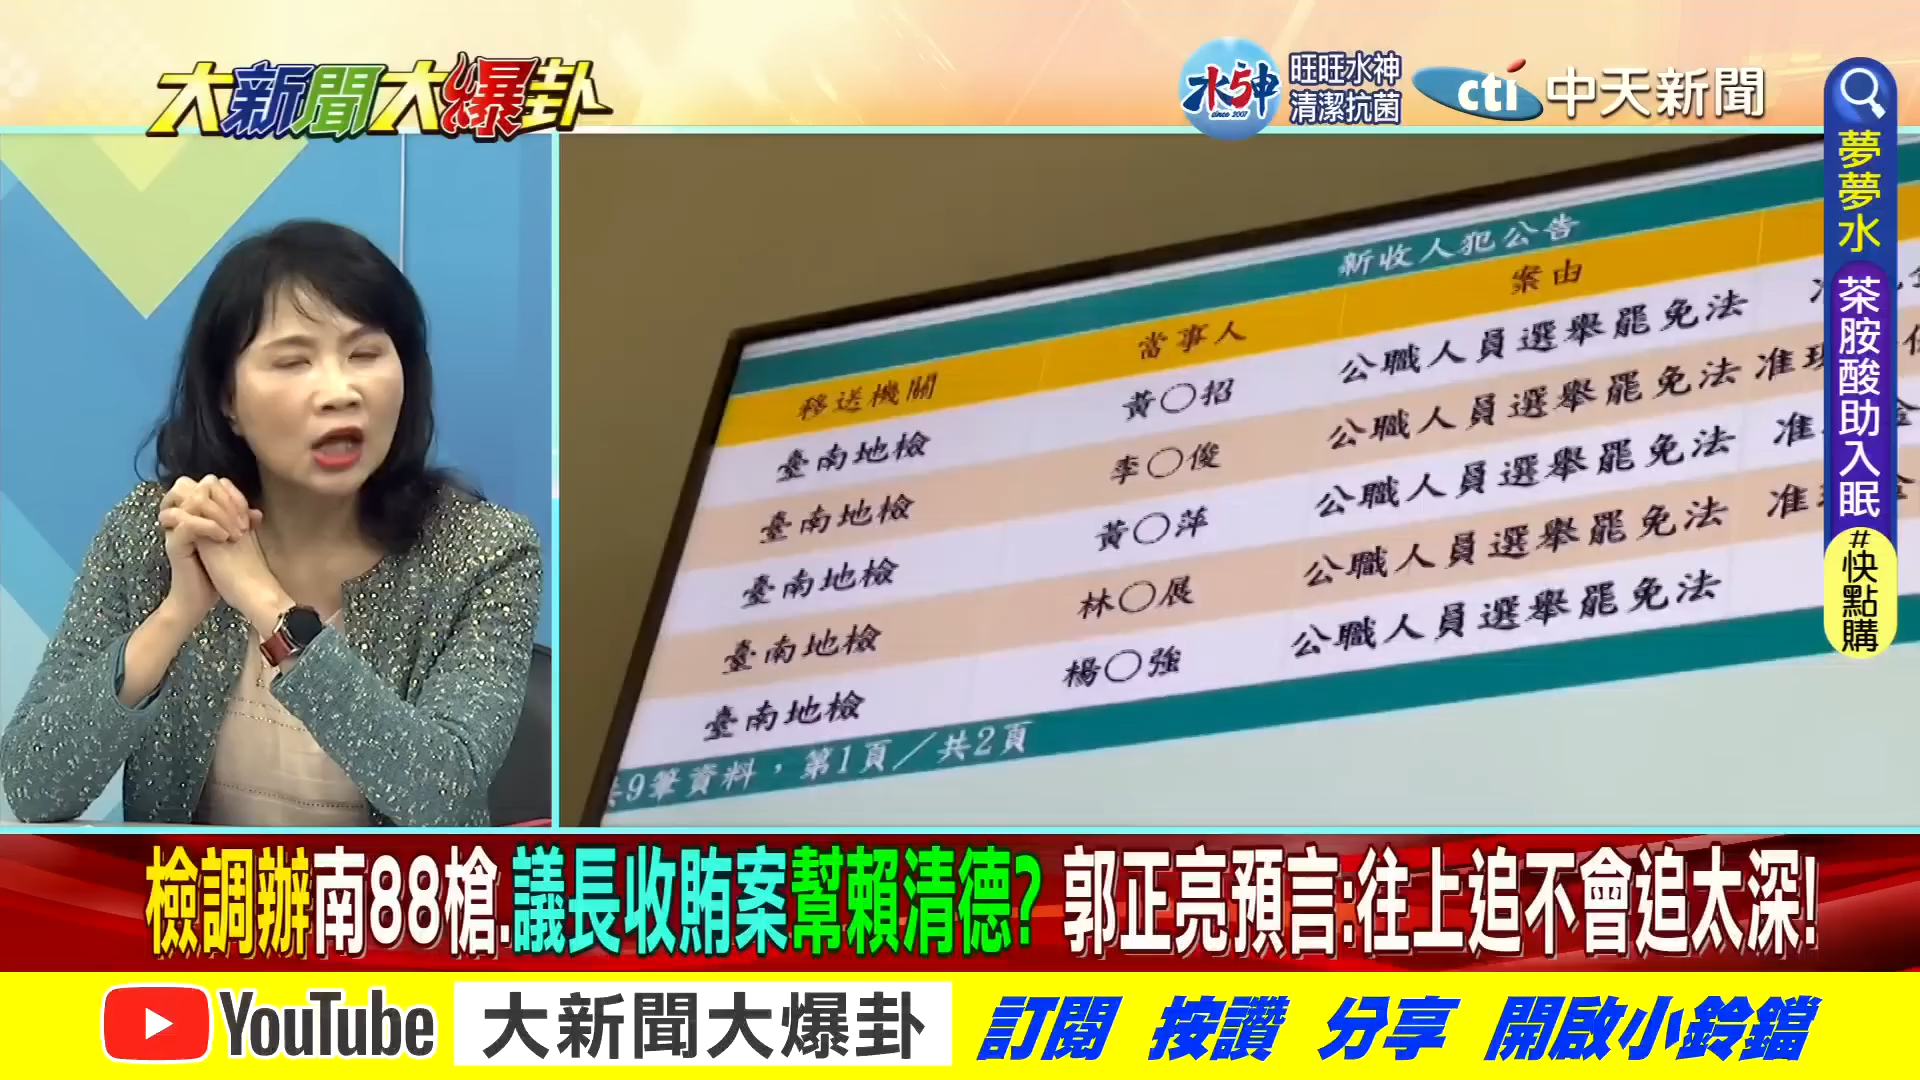 大新聞大爆卦
水神
since 2007
旺旺水神
清潔抗菌
cti 中天新聞
夢夢水
茶胺酸助入眠
#快點購
新收人犯公告
移送機關 當事人 案由
臺南地檢 黃○招 公職人員選舉罷免法
臺南地檢 李○俊 公職人員選舉罷免法 准
臺南地檢 黃○萍 公職人員選舉罷免法 准
臺南地檢 林○展 公職人員選舉罷免法 准
臺南地檢 楊○強 公職人員選舉罷免法
共9筆資料,第1頁/共2頁
檢調辦南88槍.議長收賄案幫賴清德? 郭正亮預言:往上追不會追太深!
YouTube 大新聞大爆卦 訂閱 按讚 分享 開啟小鈴鐺